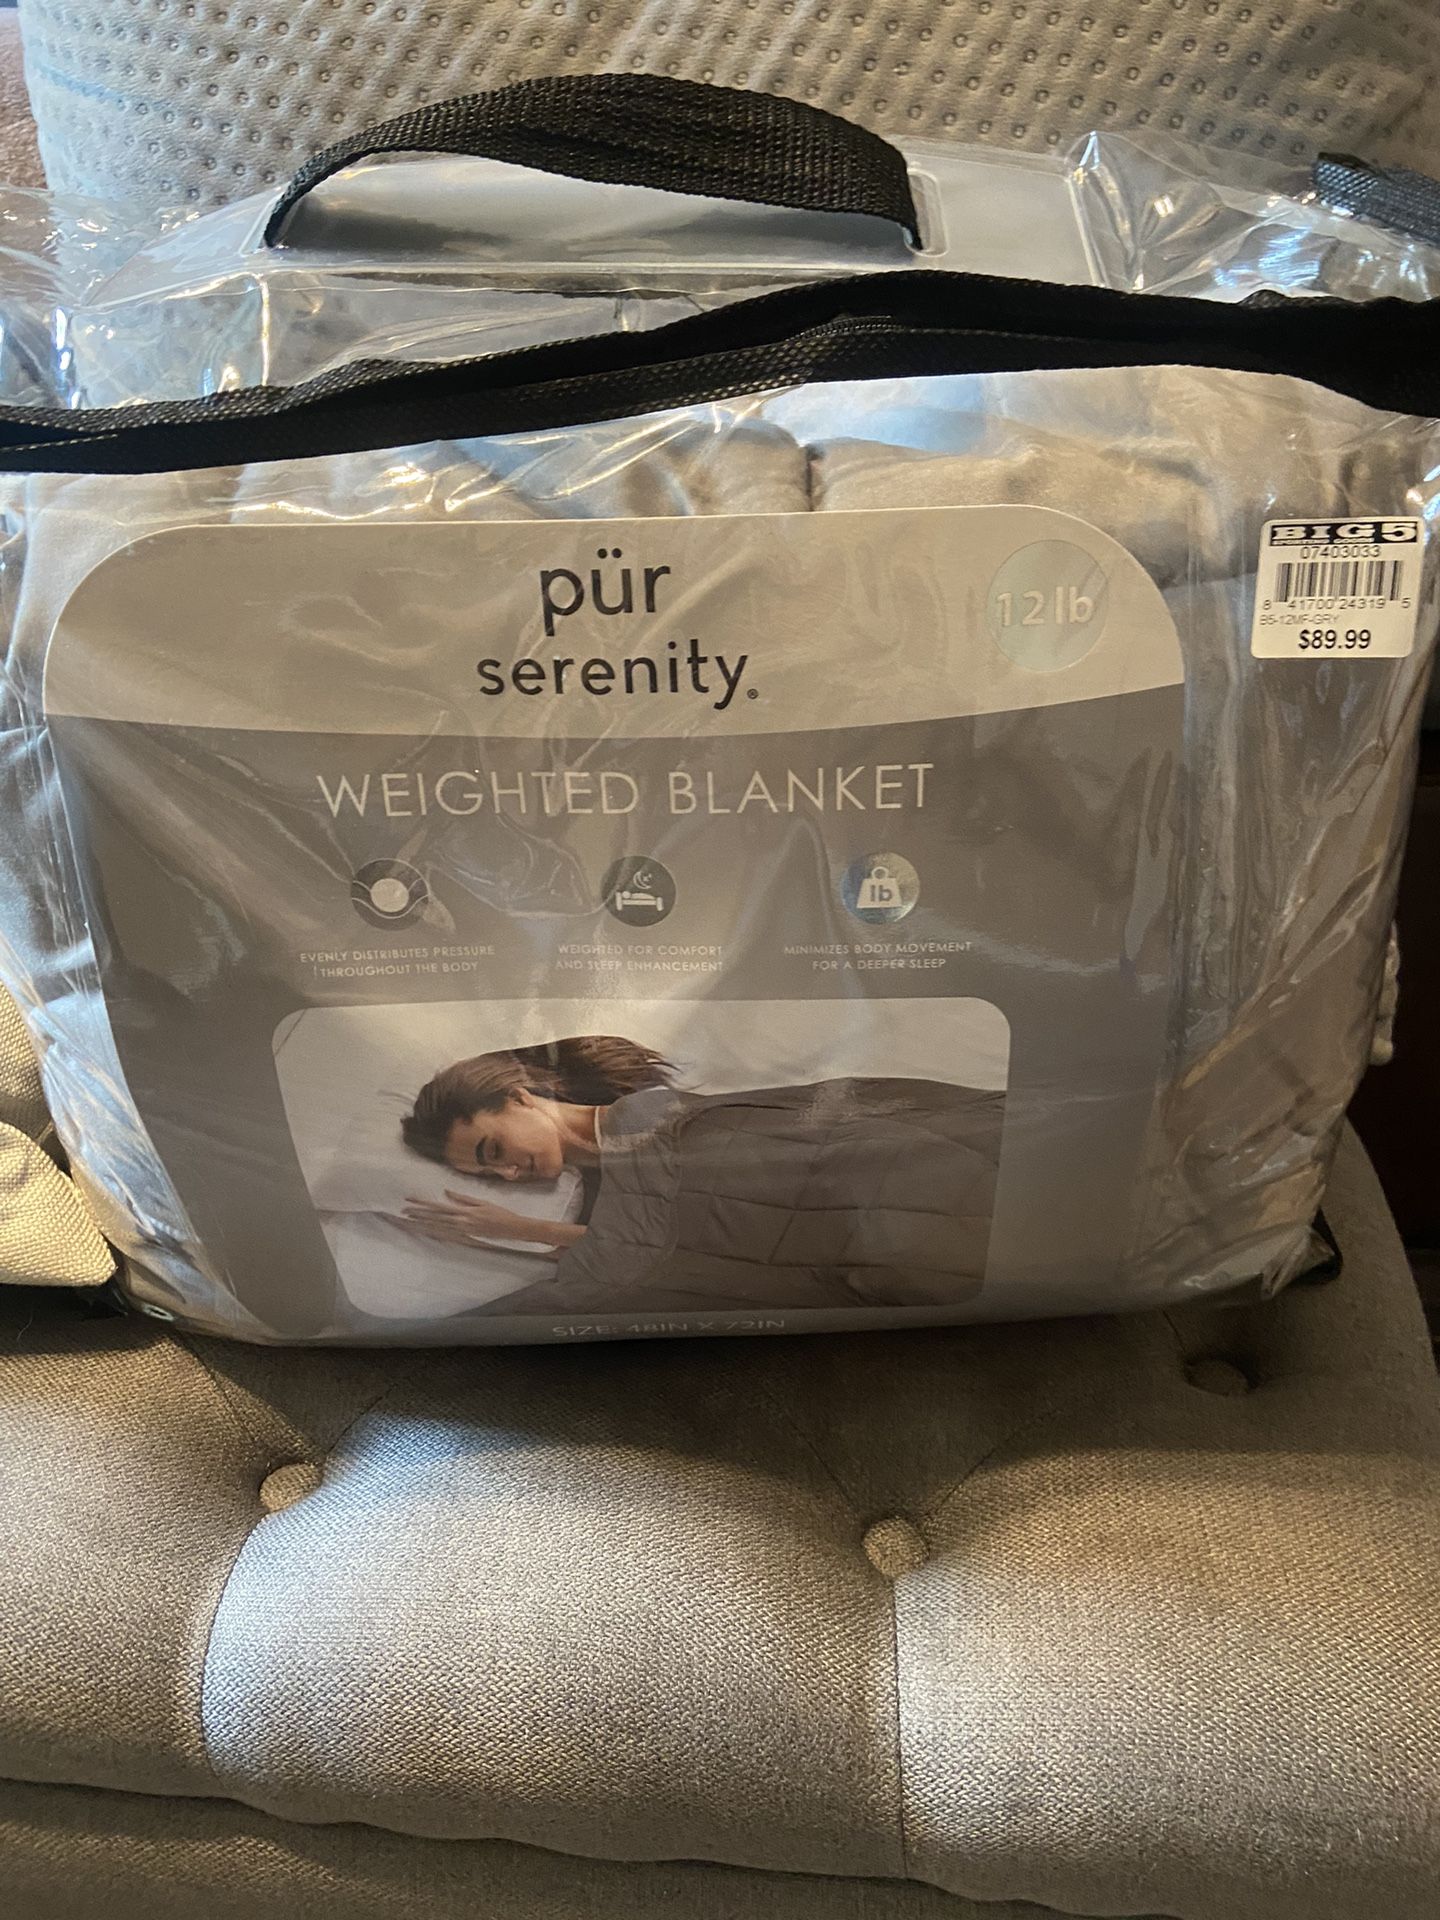 pür
serenity®
12 lb
BIG 5
SPORTING GOODS
07403033
8 41700 24319 5
B5-12MF-GRY
$89.99
WEIGHTED BLANKET
lb
EVENLY DISTRIBUTES PRESSURE
THROUGHOUT THE BODY
WEIGHTED FOR COMFORT
AND SLEEP ENHANCEMENT
MINIMIZES BODY MOVEMENT
FOR A DEEPER SLEEP
SIZE: 48IN X 72IN